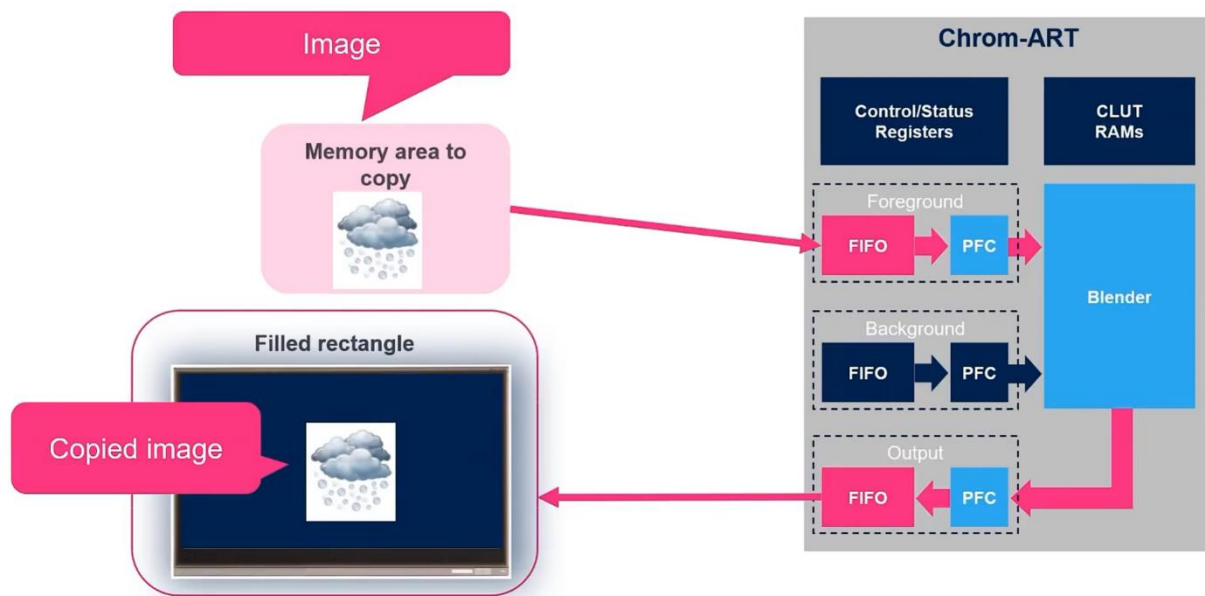 Image
Memory area to
copy
Filled rectangle
Copied image
Chrom-ART
Control/Status
Registers
CLUT
RAMs
Foreground
FIFO
PFC
Blender
Background
FIFO
PFC
Output
FIFO
PFC